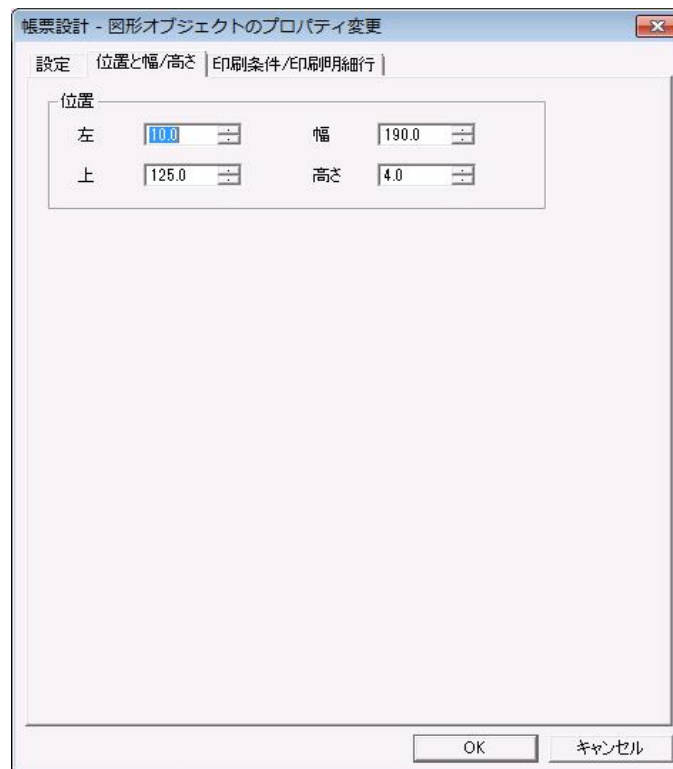 帳票設計 - 図形オブジェクトのプロパティ変更
設定 位置と幅/高さ 印刷条件/印刷明細行
位置
左 10.0 幅 190.0
上 125.0 高さ 4.0
OK キャンセル